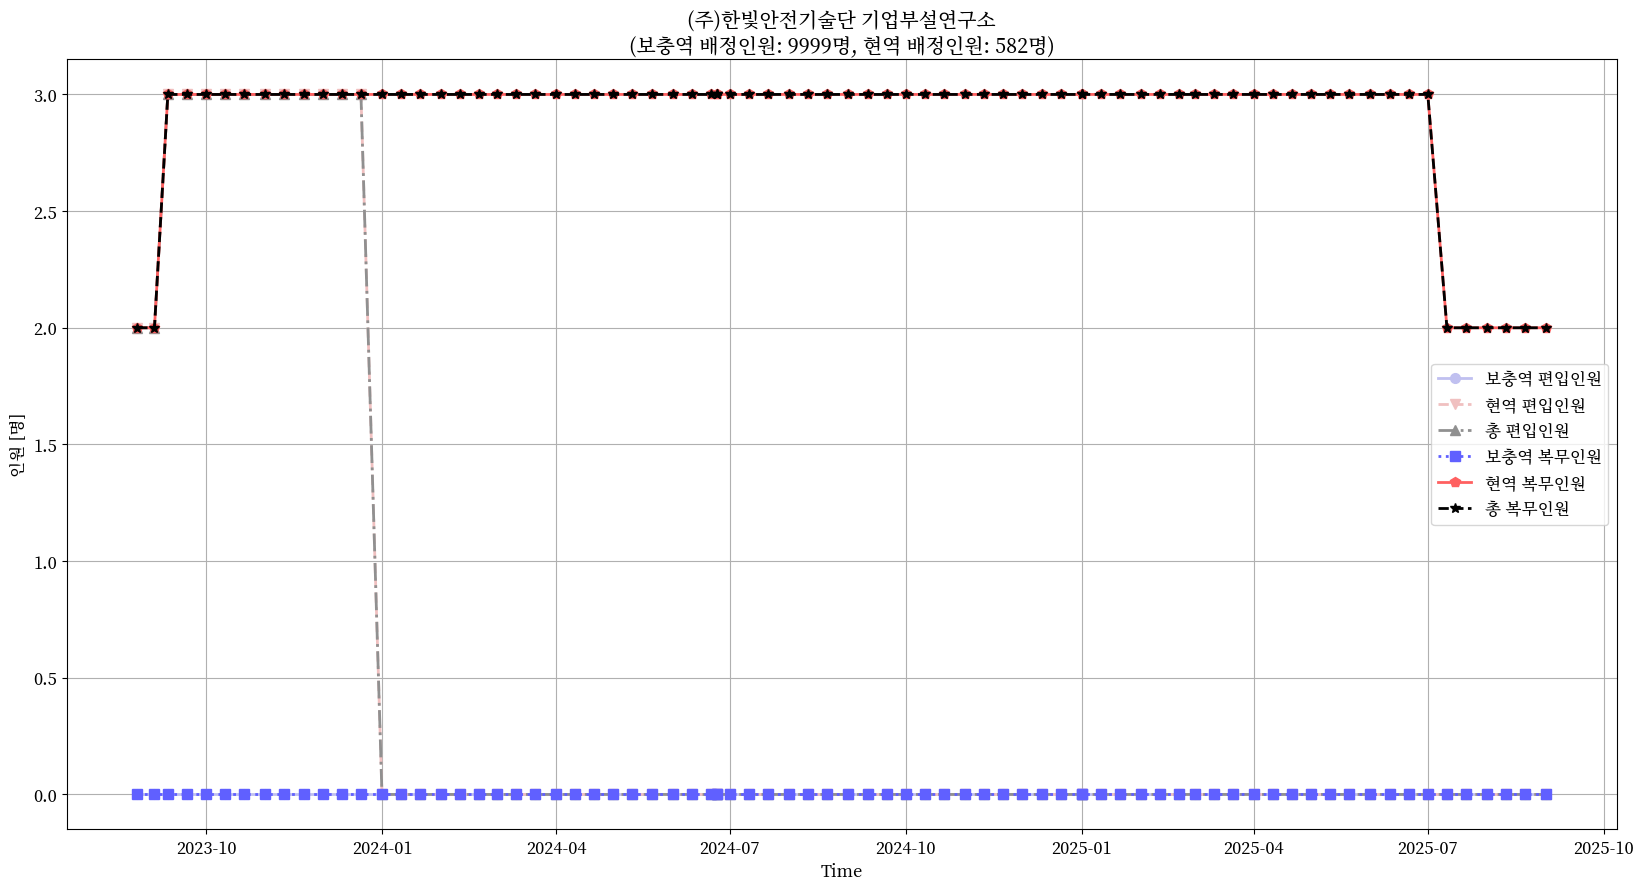 (주)한빛안전기술단 기업부설연구소
(보충역 배정인원: 9999명, 현역 배정인원: 582명)
3.0
2.5
2.0
1.5
1.0
0.5
0.0
인원 [명]
보충역 편입인원
현역 편입인원
총 편입인원
보충역 복무인원
현역 복무인원
총 복무인원
2023-10 2024-01 2024-04 2024-07 2024-10 2025-01 2025-04 2025-07 2025-10
Time